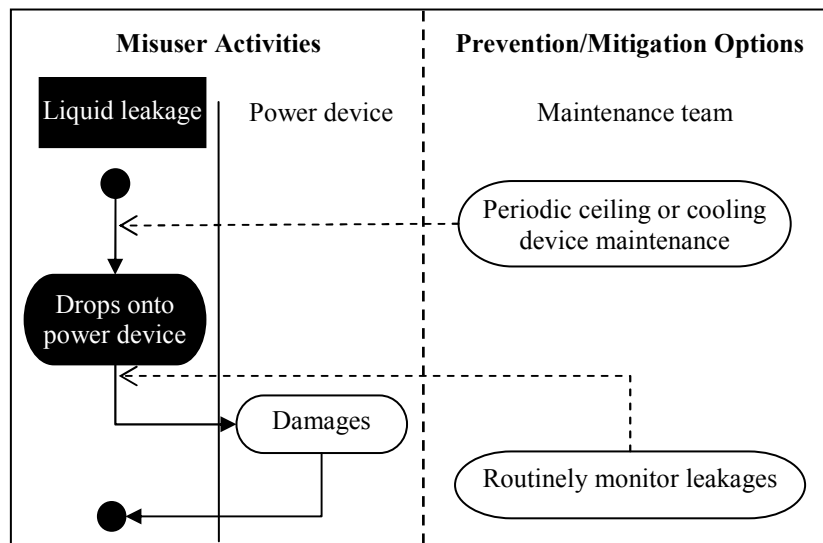 Misuser Activities
Prevention/Mitigation Options
Liquid leakage
Power device
Maintenance team
Periodic ceiling or cooling
device maintenance
Drops onto
power device
Damages
Routinely monitor leakages